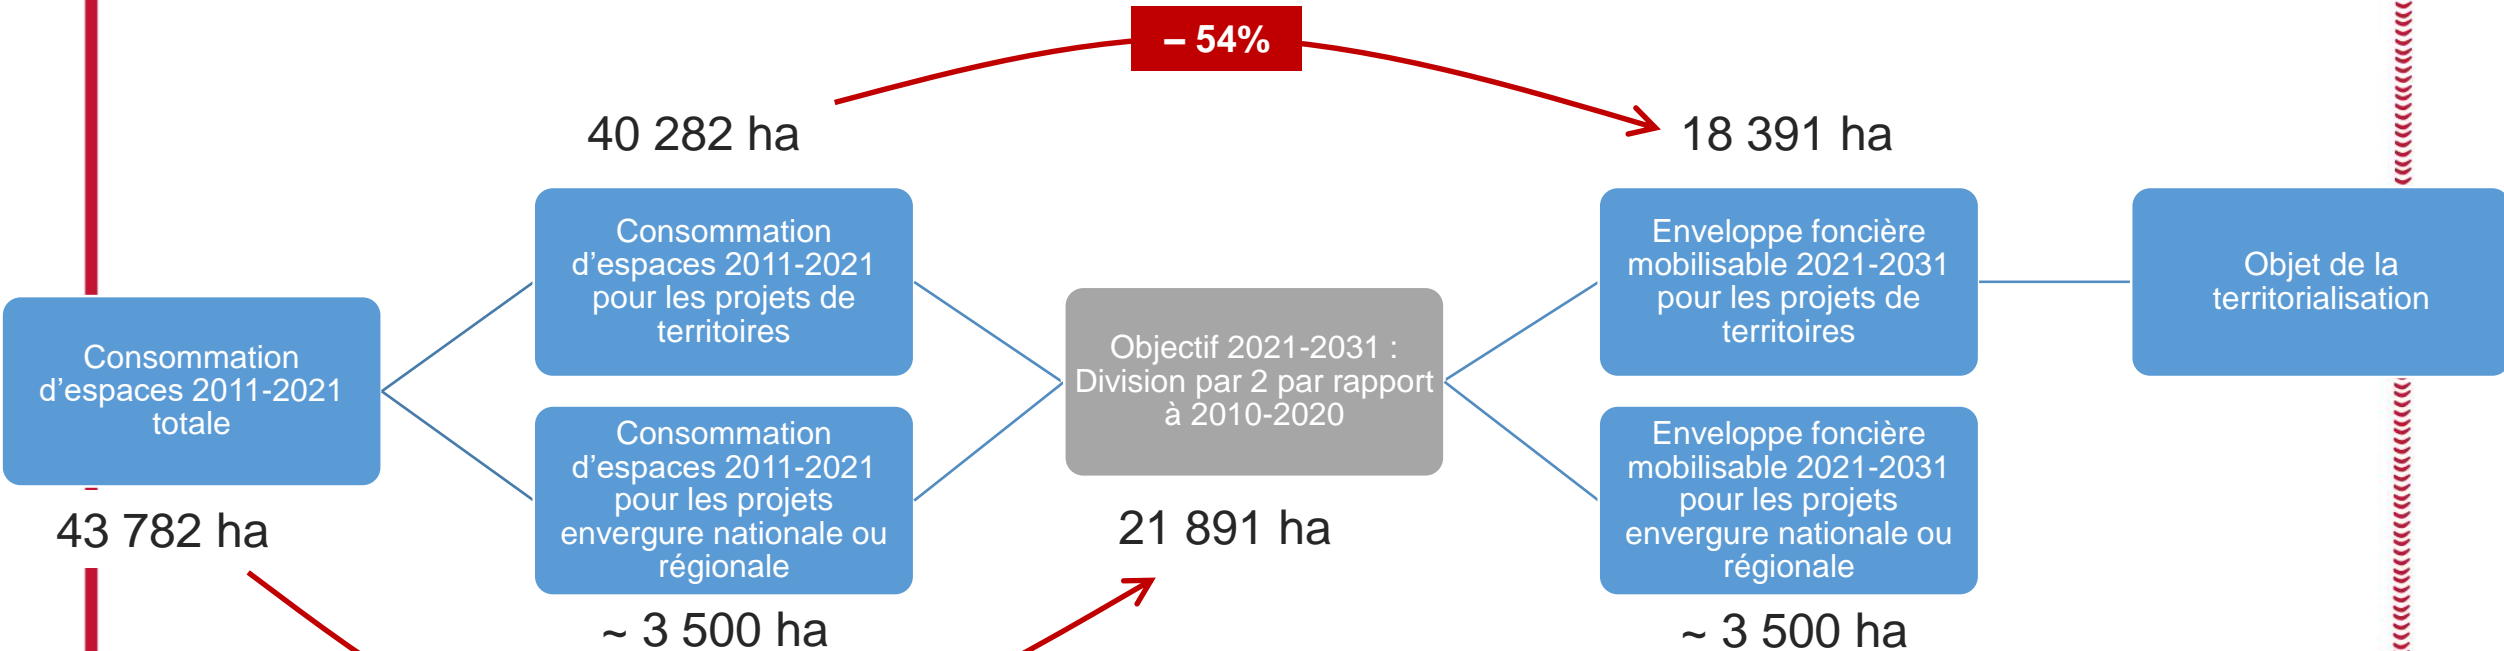 – 54%
40 282 ha
18 391 ha
Consommation
d’espaces 2011-2021
totale
43 782 ha
Consommation
d’espaces 2011-2021
pour les projets de
territoires
Consommation
d’espaces 2011-2021
pour les projets
envergure nationale ou
régionale
~ 3 500 ha
Objectif 2021-2031 :
Division par 2 par rapport
à 2010-2020
21 891 ha
Enveloppe foncière
mobilisable 2021-2031
pour les projets de
territoires
Enveloppe foncière
mobilisable 2021-2031
pour les projets
envergure nationale ou
régionale
~ 3 500 ha
Objet de la
territorialisation